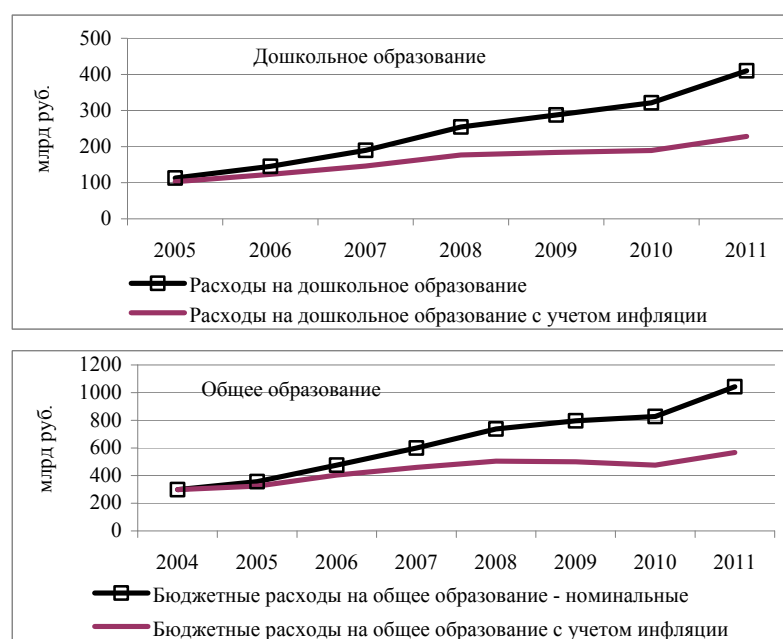 500
Дошкольное образование
400
300
200
100
0
млрд руб.
2005 2006 2007 2008 2009 2010 2011
Расходы на дошкольное образование
Расходы на дошкольное образование с учетом инфляции
1200
Общее образование
1000
800
600
400
200
0
млрд руб.
2004 2005 2006 2007 2008 2009 2010 2011
Бюджетные расходы на общее образование - номинальные
Бюджетные расходы на общее образование с учетом инфляции